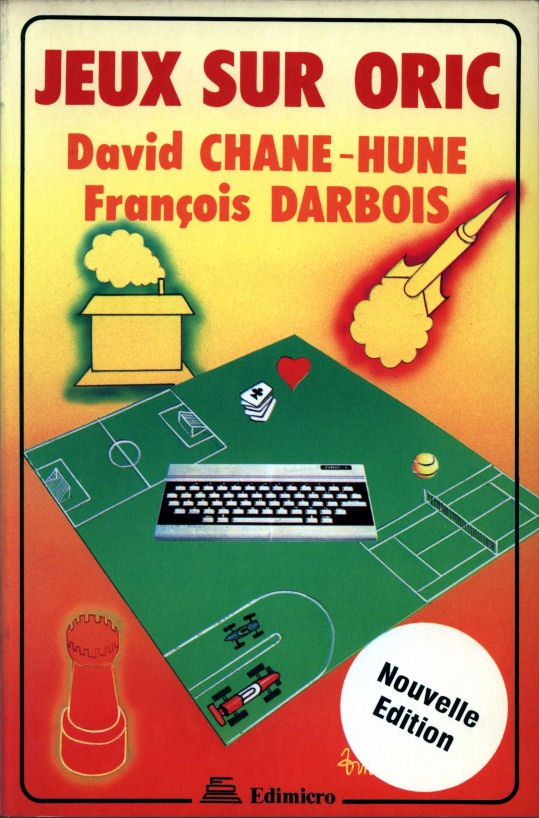 JEUX SUR ORIC
David CHANE-HUNE
François DARBOIS
ORIC-1
Nouvelle
Edition
Edimicro